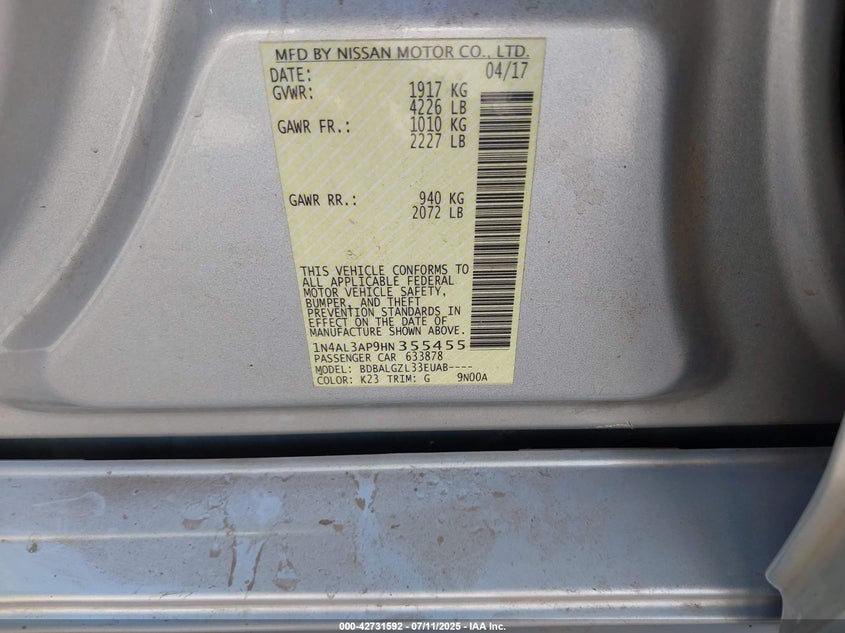 MFD BY NISSAN MOTOR CO., LTD.
DATE: 04/17
GVWR: 1917 KG
4226 LB
GAWR FR.: 1010 KG
2227 LB
GAWR RR.: 940 KG
2072 LB
THIS VEHICLE CONFORMS TO
ALL APPLICABLE FEDERAL
MOTOR VEHICLE SAFETY,
BUMPER, AND THEFT
PREVENTION STANDARDS IN
EFFECT ON THE DATE OF
MANUFACTURE SHOWN ABOVE.
1N4AL3AP9HN355455
PASSENGER CAR 633878
MODEL: BDBALGZL33EUAB----
COLOR: K23 TRIM: G 9N00A
000-42731592 - 07/11/2025 - IAA Inc.